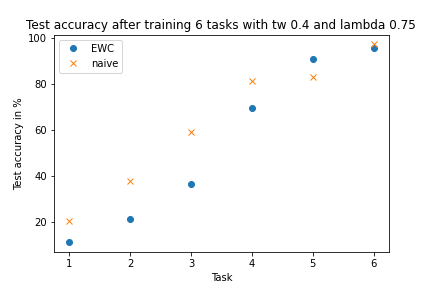 Test accuracy after training 6 tasks with tw 0.4 and lambda 0.75
100
80
60
40
20
Test accuracy in %
EWC
naive
1 2 3 4 5 6
Task